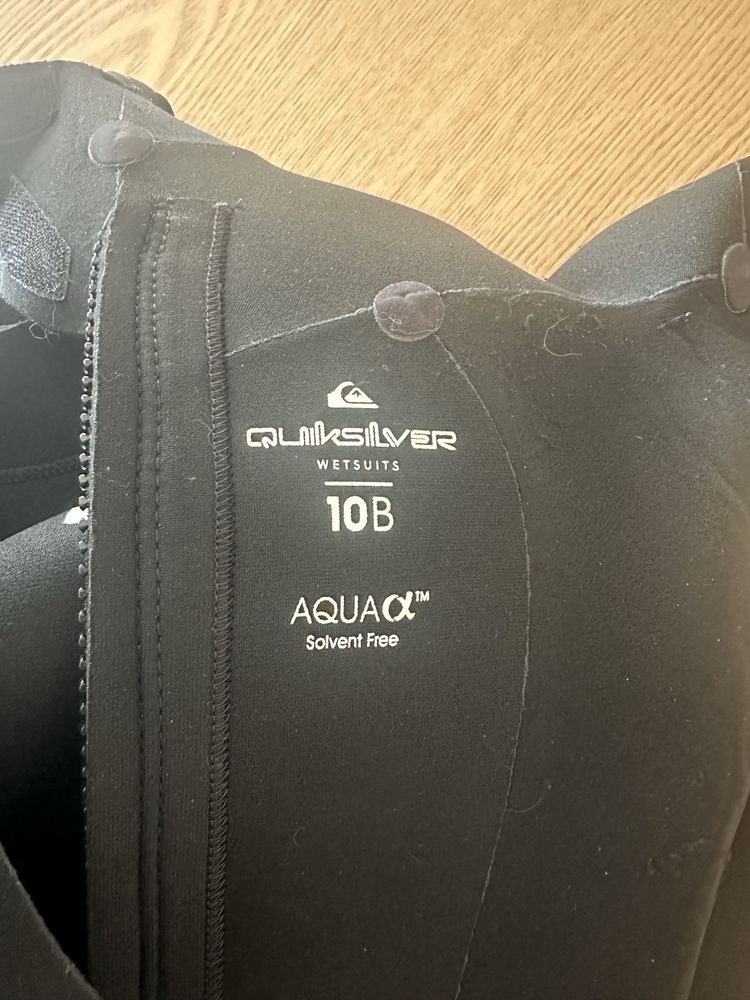 QUIKSILVER
WETSUITS
10B
AQUAα™
Solvent Free